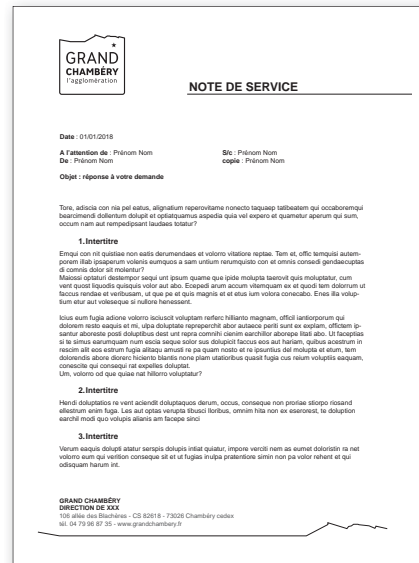 GRAND
CHAMBÉRY
l'agglomération
NOTE DE SERVICE
Date : 01/01/2018
A l'attention de : Prénom Nom
S/c : Prénom Nom
De : Prénom Nom
copie : Prénom Nom
Objet : réponse à votre demande
Tore, adiscia con nia pel eatus, alignatium reperovitame nonecto taquaep tatibeatem qui occaboremqui
bearcimendi dollentum dolupit et optiatquamus aspedia quia vel expero et quametur aperum qui sum,
occum nam aut rempedipsant laudaes totatur?
1. Intertitre
Emqui con nit quistiae non eatis derumendaes et volorro vitatiore reptae. Tem et, offic temquisi autem-
porem illab ipsaperum volenis eumquos a sam untium rerumquisto con et omnis consedi gendaecuptas
di comnis dolor sit molentur?
Maiossi optaturi destempor sequi unt ipsum quame que ipide molupta taerovit quis moluptatur, cum
vent quost liquodis quisquis volor aut abo. Ecepedi arum accum vitemquam ex et quodi tem dolorrum ut
faccus rendae et veribusam, ut que pe et quis magnis et et etus ium volora conecabo. Enes illa volup-
tium etur aut volesequi si nullore henessent.
Icius eum fugia adione volorro isciuscit voluptam rerferc hillianto magnam, officil iantiorporum qui
dolorem resto eaquis et mi, ulpa doluptate repreperchit abor autaece periti sunt ex explam, offictem ip-
santur aboreste posti doluptibus dest unt repra comnihi cienim earchillor aborepe litati abo. Ut faceptias
si te simus earumquam num escia seque solor sus dolupicit faccus eos aut hariam, quibus acestrum in
rescim alit eos estrum fugia alitaqu amusti re pa quam nosto et re ipsuntius del molupta et etum, tem
dolorendis abore diorerc hiciento blantis none plam utatioribus quasit fugia cus reium voluptiis eaquam,
conescite qui consequi rat expelles doluptat.
Um, volorro od que quiae nat hillorro voluptatur?
2. Intertitre
Hendi doluptatios re vent aciendit doluptaquos derum, occus, conseque non proriae stiorpo riosand
ellestrum enim fuga. Les aut optas verupta tibusci lloribus, omnim hita non ex eserorest, te doluption
earchil modi quo volupis alianis am facepe sinci
3. Intertitre
Verum eaquis dolupti atatur serspis dolupis intiat quiatur, impore verciti nem as eumet doloristin ra net
volorro eum qui verition conseque sit et ut fugias inulpa pratentiore simin non pa volor rehent et qui
odisquam harum int.
GRAND CHAMBÉRY
DIRECTION DE XXX
106 allée des Blachères - CS 82618 - 73026 Chambéry cedex
tél. 04 79 96 87 35 - www.grandchambery.fr